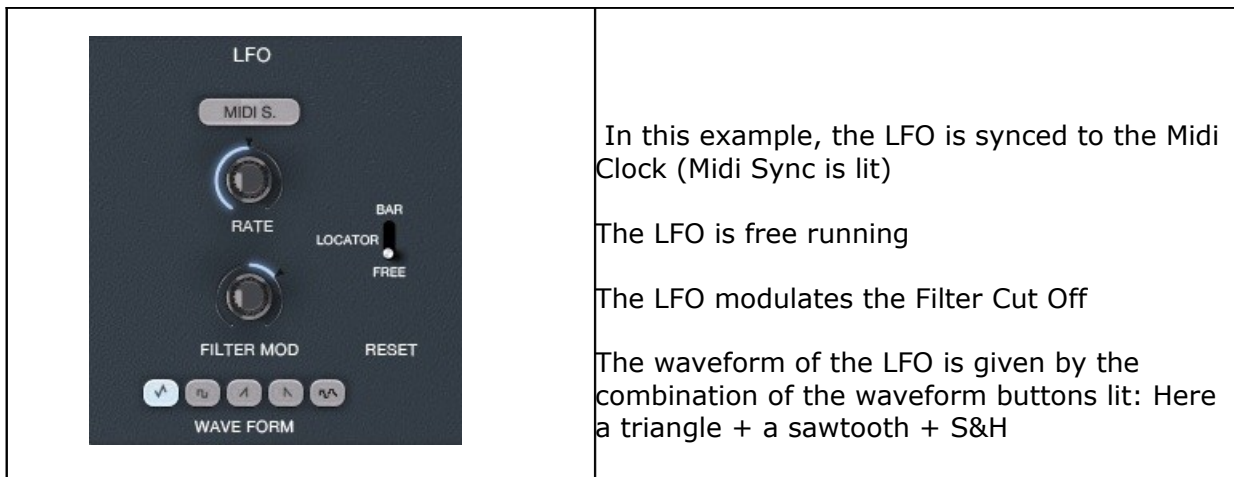 LFO
MIDI S.
RATE
BAR
LOCATOR
FREE
FILTER MOD
RESET
WAVE FORM
In this example, the LFO is synced to the Midi
Clock (Midi Sync is lit)
The LFO is free running
The LFO modulates the Filter Cut Off
The waveform of the LFO is given by the
combination of the waveform buttons lit: Here
a triangle + a sawtooth + S&H